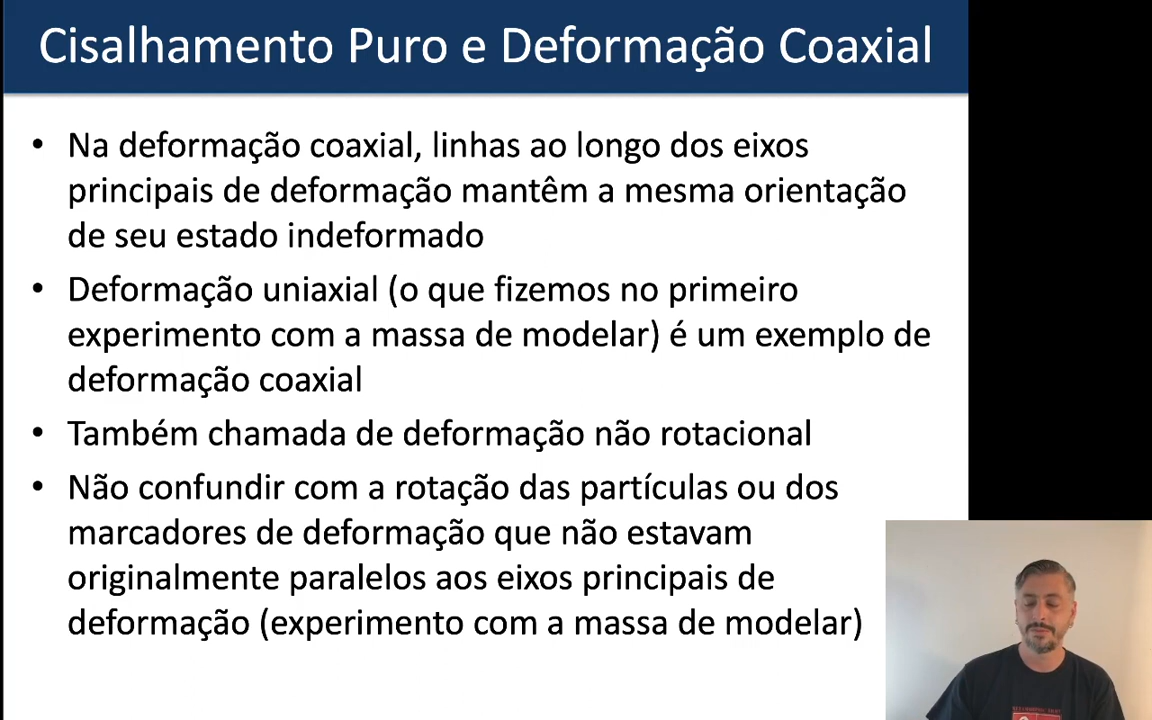 Cisalhamento Puro e Deformação Coaxial
• Na deformação coaxial, linhas ao longo dos eixos
principais de deformação mantêm a mesma orientação
de seu estado indeformado
• Deformação uniaxial (o que fizemos no primeiro
experimento com a massa de modelar) é um exemplo de
deformação coaxial
• Também chamada de deformação não rotacional
• Não confundir com a rotação das partículas ou dos
marcadores de deformação que não estavam
originalmente paralelos aos eixos principais de
deformação (experimento com a massa de modelar)